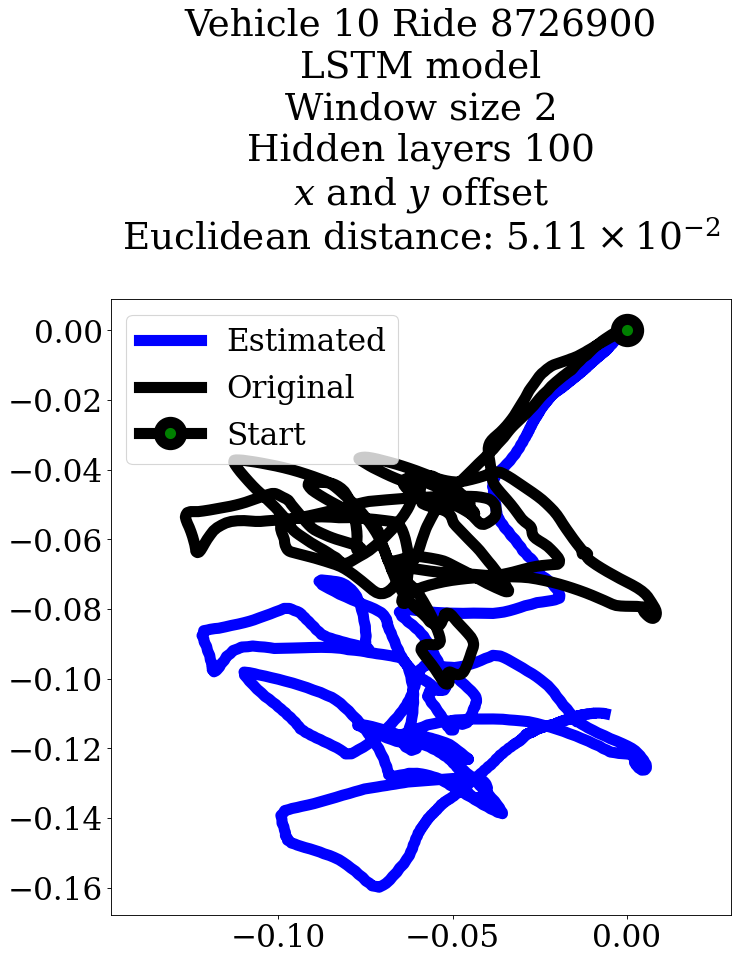 Vehicle 10 Ride 8726900
LSTM model
Window size 2
Hidden layers 100
x and y offset
Euclidean distance: 5.11 × 10⁻²
Estimated
Original
Start
0.00
−0.02
−0.04
−0.06
−0.08
−0.10
−0.12
−0.14
−0.16
−0.10 −0.05 0.00